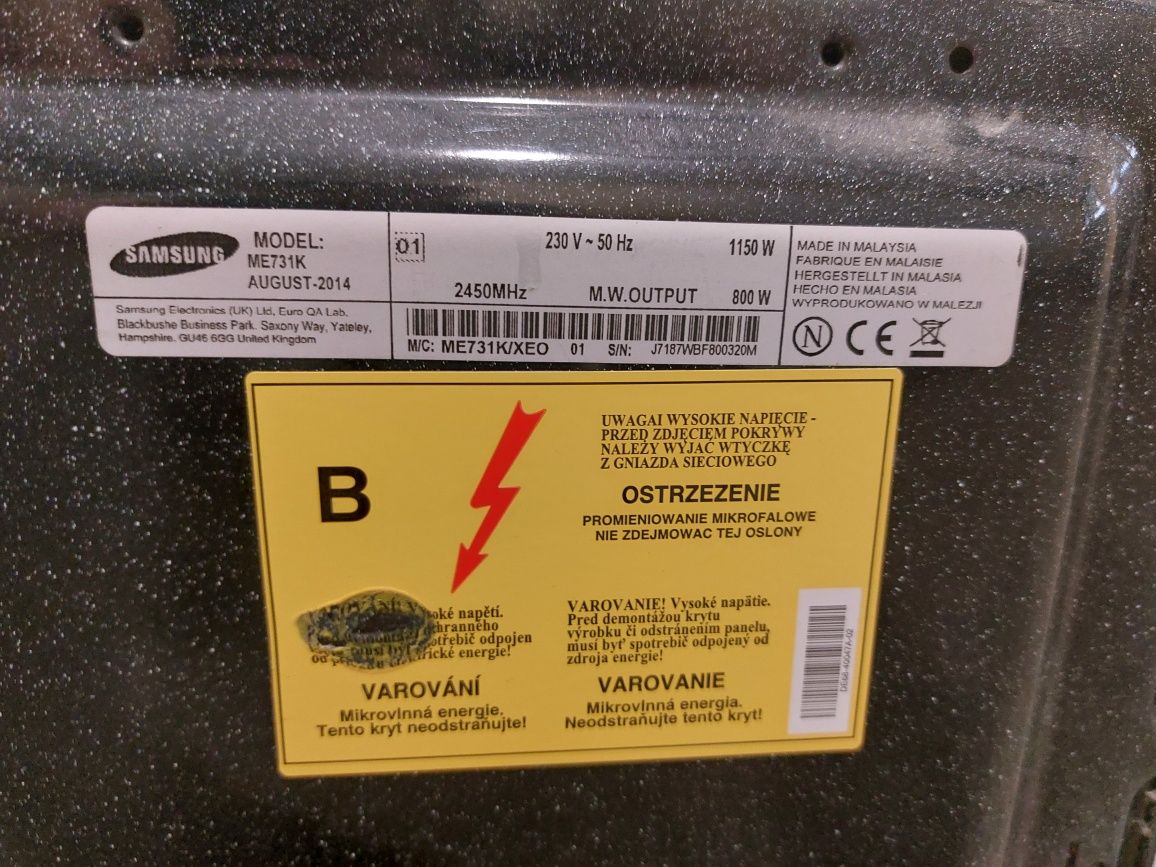 SAMSUNG
MODEL:
ME731K
AUGUST-2014
Samsung Electronics (UK) Ltd, Euro QA Lab.
Blackbushe Business Park. Saxony Way, Yateley,
Hampshire. GU46 6GG United Kingdom
01
230 V ~ 50 Hz
1150 W
2450MHz
M.W.OUTPUT
800 W
M/C: ME731K/XEO 01 S/N: J7187WBF800320M
MADE IN MALAYSIA
FABRIQUE EN MALAISIE
HERGESTELLT IN MALASIA
HECHO EN MALASIA
WYPRODUKOWANO W MALEZJI
N CE
B
UWAGA! WYSOKIE NAPIĘCIE -
PRZED ZDJĘCIEM POKRYWY
NALEŻY WYJĄĆ WTYCZKĘ
Z GNIAZDA SIECIOWEGO
OSTRZEZENIE
PROMIENIOWANIE MIKROFALOWE
NIE ZDEJMOWAC TEJ OSLONY
napětí.
odpojen
energie!
VAROVÁNÍ
Mikrovlnná energie.
Tento kryt neodstraňujte!
VAROVANIE! Vysoké napätie.
Pred demontážou krytu
výrobku či odstránením panelu,
musí byť spotrebič odpojený od
zdroja energie!
VAROVANIE
Mikrovlnná energia.
Neodstraňujte tento kryt!
DE68-40047A-02